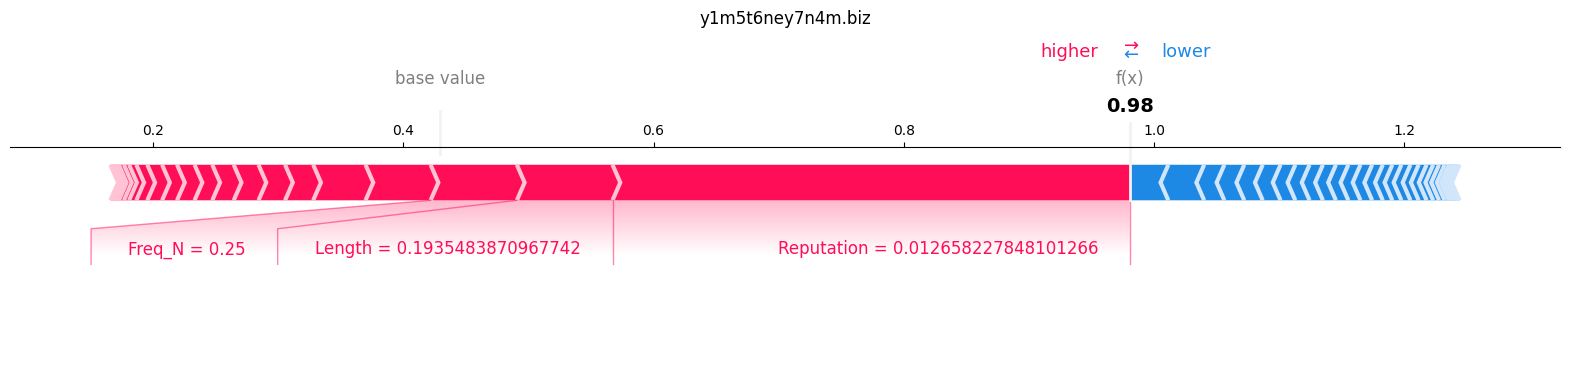 y1m5t6ney7n4m.biz
higher ⇄ lower
base value f(x)
0.98
0.2 0.4 0.6 0.8 1.0 1.2
Freq_N = 0.25 Length = 0.1935483870967742 Reputation = 0.012658227848101266